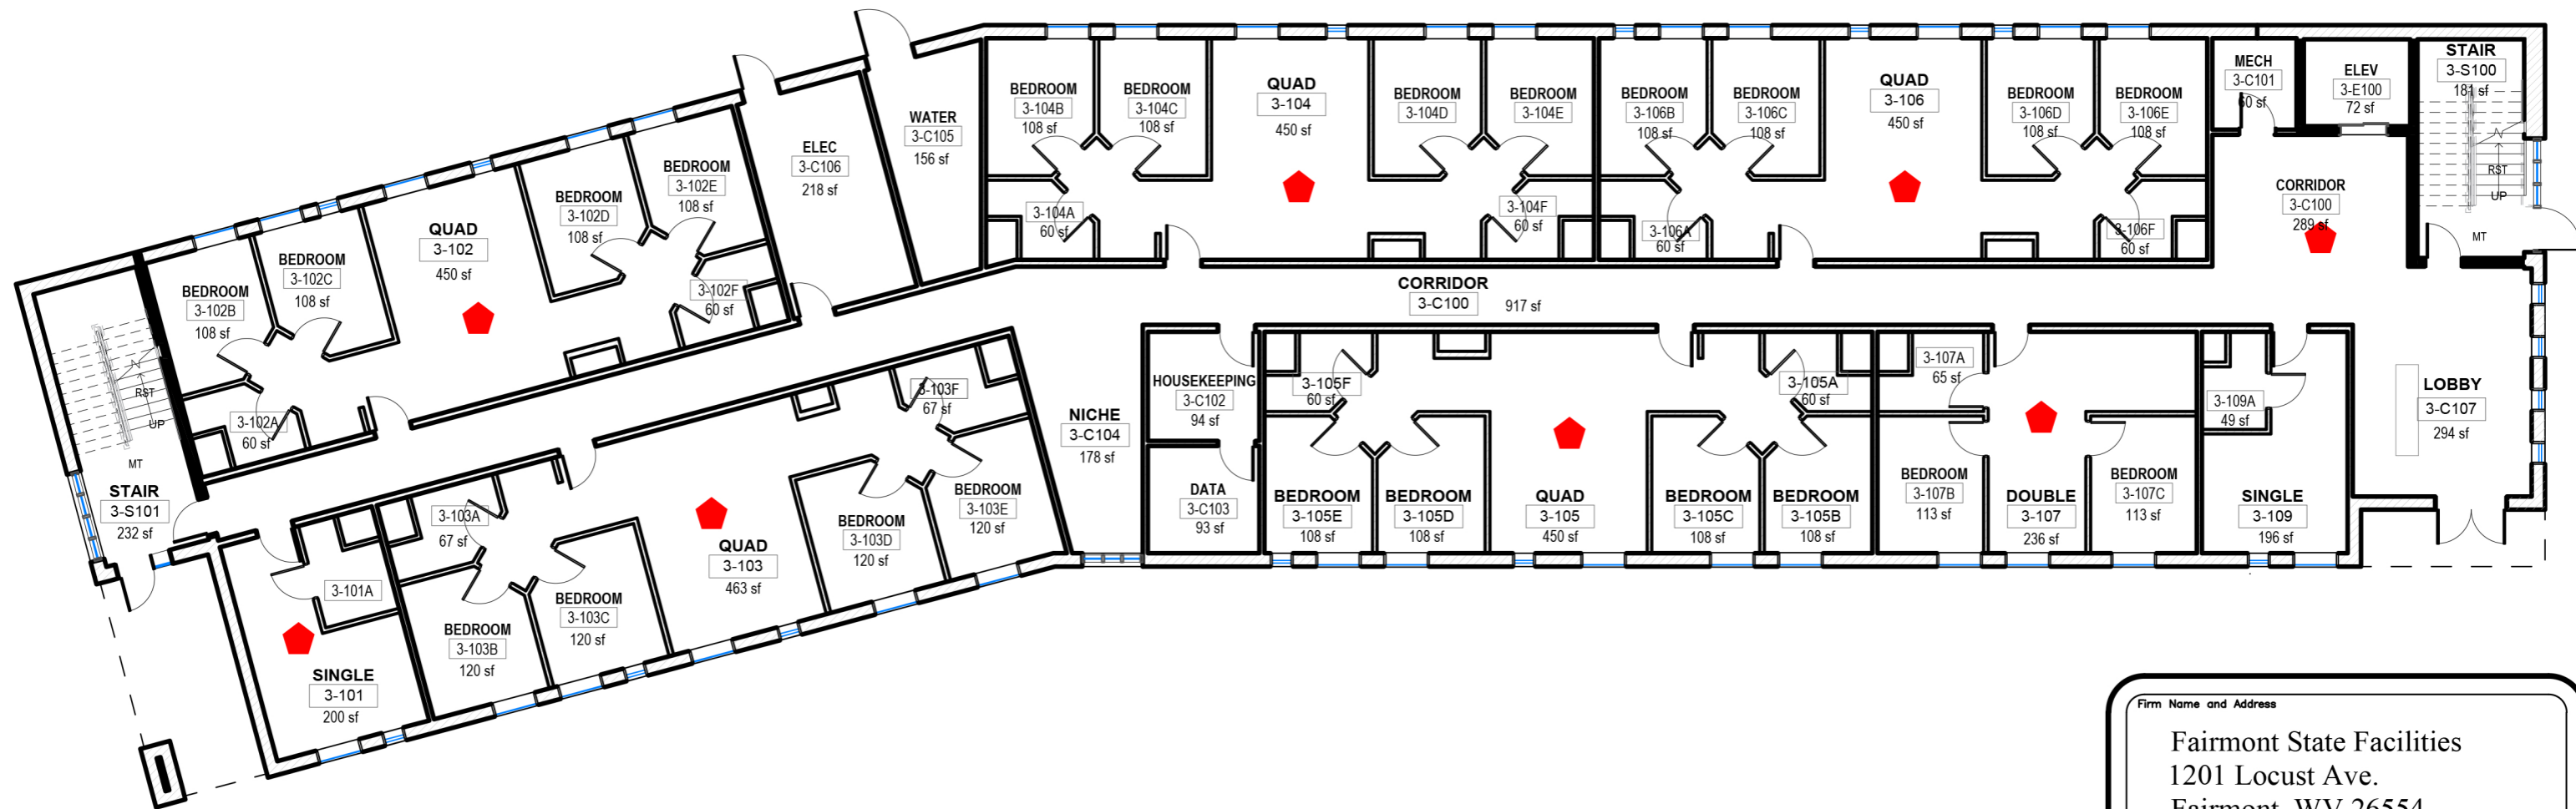 BEDROOM
3-102B
108 sf
BEDROOM
3-102C
108 sf
QUAD
3-102
450 sf
BEDROOM
3-102D
108 sf
BEDROOM
3-102E
108 sf
3-102F
60 sf
3-102A
60 sf
ELEC
3-C106
218 sf
WATER
3-C105
156 sf
BEDROOM
3-104B
108 sf
BEDROOM
3-104C
108 sf
QUAD
3-104
450 sf
BEDROOM
3-104D
BEDROOM
3-104E
3-104A
60 sf
3-104F
60 sf
BEDROOM
3-106B
108 sf
BEDROOM
3-106C
108 sf
QUAD
3-106
450 sf
BEDROOM
3-106D
108 sf
BEDROOM
3-106E
108 sf
3-106A
60 sf
3-106F
60 sf
MECH
3-C101
60 sf
ELEV
3-E100
72 sf
STAIR
3-S100
181 sf
RST
UP
MT
CORRIDOR
3-C100
289 sf
CORRIDOR
3-C100
917 sf
RST
UP
MT
STAIR
3-S101
232 sf
3-101A
SINGLE
3-101
200 sf
3-103A
67 sf
BEDROOM
3-103B
120 sf
BEDROOM
3-103C
120 sf
QUAD
3-103
463 sf
BEDROOM
3-103D
120 sf
BEDROOM
3-103E
120 sf
3-103F
67 sf
NICHE
3-C104
178 sf
HOUSEKEEPING
3-C102
94 sf
DATA
3-C103
93 sf
3-105F
60 sf
3-105A
60 sf
BEDROOM
3-105E
108 sf
BEDROOM
3-105D
108 sf
QUAD
3-105
450 sf
BEDROOM
3-105C
108 sf
BEDROOM
3-105B
108 sf
3-107A
65 sf
BEDROOM
3-107B
113 sf
DOUBLE
3-107
236 sf
BEDROOM
3-107C
113 sf
3-109A
49 sf
SINGLE
3-109
196 sf
LOBBY
3-C107
294 sf
Firm Name and Address
Fairmont State Facilities
1201 Locust Ave.
Fairmont, WV 26554